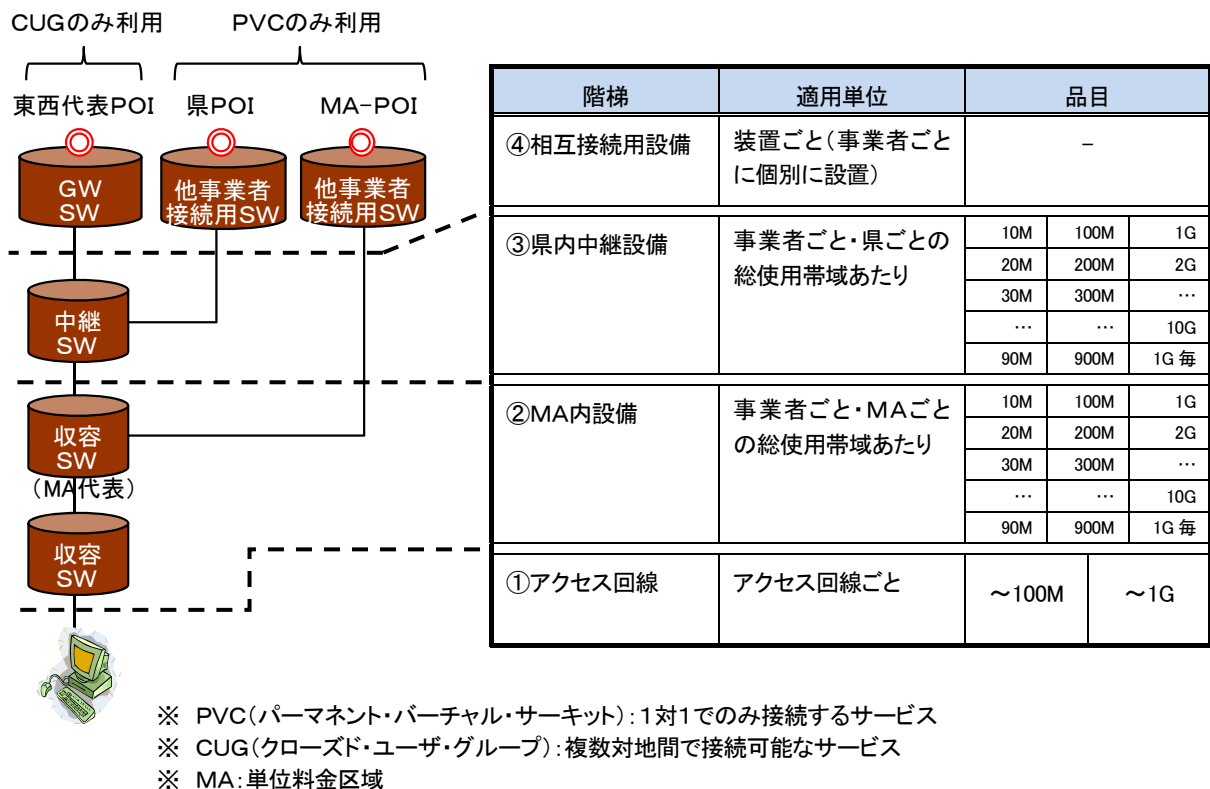 CUGのみ利用
PVCのみ利用
東西代表POI
県POI
MA-POI
GW
SW
他事業者
接続用SW
他事業者
接続用SW
中継
SW
収容
SW
(MA代表)
収容
SW
階梯 適用単位 品目
④相互接続用設備 装置ごと(事業者ごと –
に個別に設置)
③県内中継設備 事業者ごと・県ごとの
総使用帯域あたり
10M 100M 1G
20M 200M 2G
30M 300M …
… … 10G
90M 900M 1G 毎
②MA内設備 事業者ごと・MAごと
の総使用帯域あたり
10M 100M 1G
20M 200M 2G
30M 300M …
… … 10G
90M 900M 1G 毎
①アクセス回線 アクセス回線ごと ~100M ~1G
※ PVC(パーマネント・バーチャル・サーキット):1対1でのみ接続するサービス
※ CUG(クローズド・ユーザ・グループ):複数対地間で接続可能なサービス
※ MA:単位料金区域